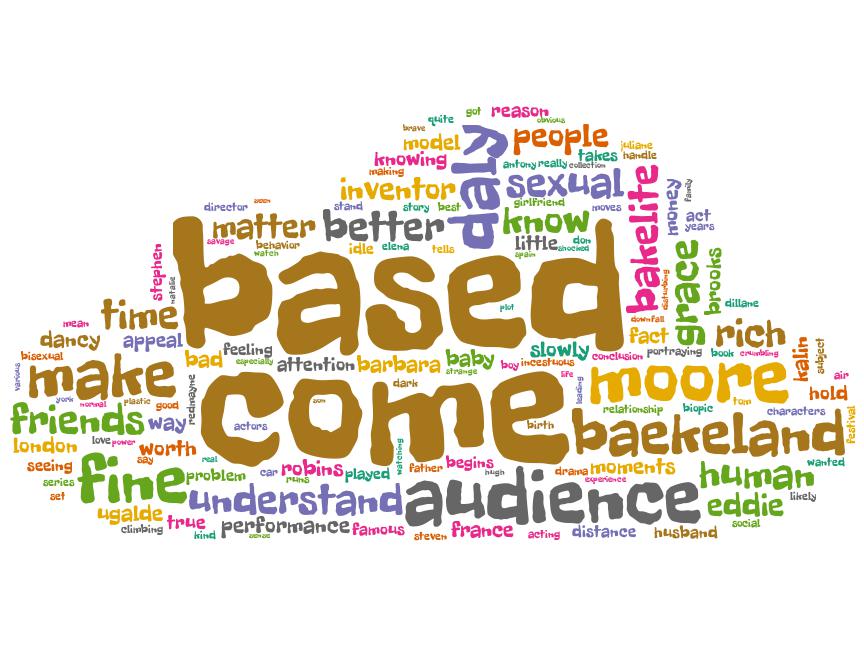 got reason
quite obvious
brave
model daly people juliane
knowing antony really takes handle
making collection
inventor sexual bakelite money family
director seen stand story best girlfriend moves act
matter better know years
savage behavior idle elena tells little don
watch spain shocked
stephen natalie based grace brooks
disturbing
plot dillane
time downfall
mean fact rich
dancy appeal slowly kalin subject
bisexual bad feeling conclusion portraying book crumbling
especially attention barbara baby boy incestuous
strange life
various make dark leading moore air
redmayne come hold
york normal plastic good son tom
friends way relationship biopic characters festival
london love power actors birth baekeland
worth watching
seeing say real father begins wanted
series fine problem car robins played hugh drama moments human
set runs experience
understand audience eddie likely
ugalde
climbing true performance famous france social
kind sense steven acting distance husband